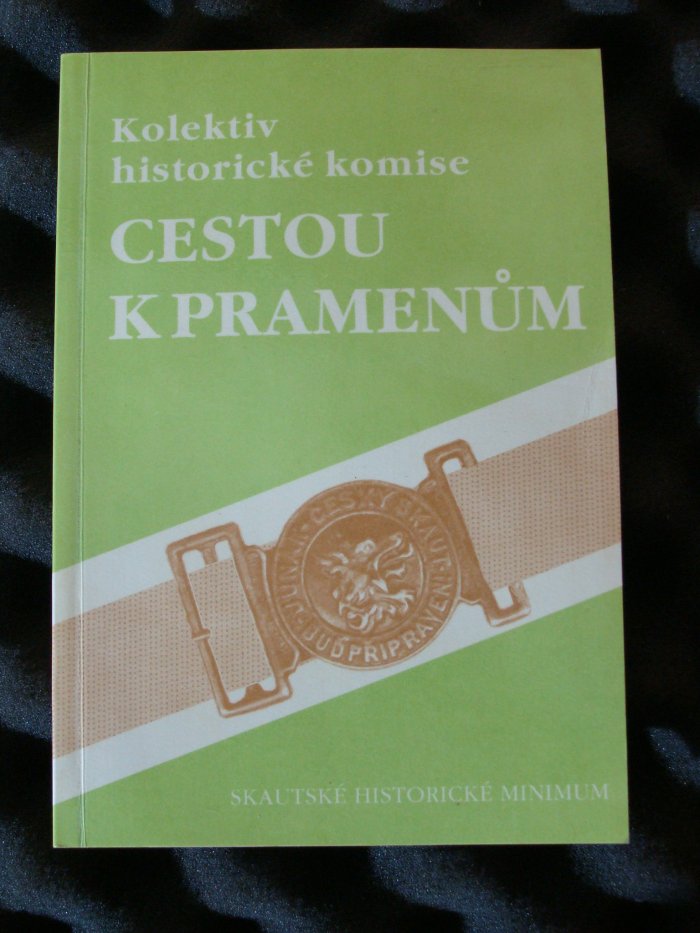 Kolektiv
historické komise
CESTOU
K PRAMENŮM
JUNÁK · ČESKÝ SKAUT
BUĎ PŘIPRAVEN
SKAUTSKÉ HISTORICKÉ MINIMUM